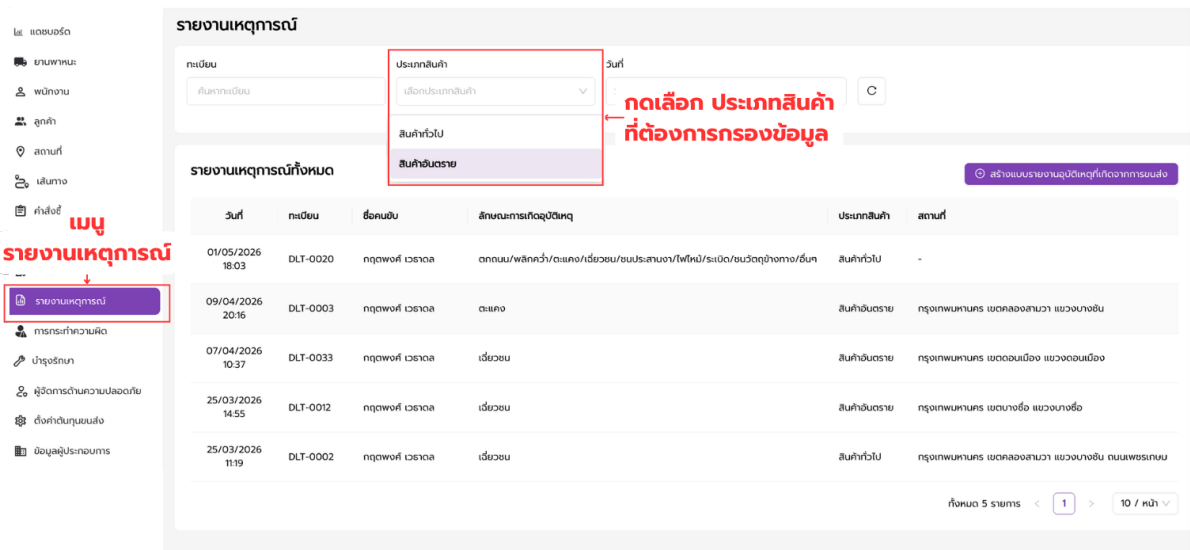 แดชบอร์ด
ยานพาหนะ
พนักงาน
ลูกค้า
สถานที่
เส้นทาง
คำสั่งซื้
เมนู
รายงานเหตุการณ์
รายงานเหตุการณ์
การกระทำความผิด
บำรุงรักษา
ผู้จัดการด้านความปลอดภัย
ตั้งค่าต้นทุนขนส่ง
ข้อมูลผู้ประกอบการ
รายงานเหตุการณ์
ทะเบียน ประเภทสินค้า วันที่
ค้นหาทะเบียน เลือกประเภทสินค้า
สินค้าทั่วไป
สินค้าอันตราย
กดเลือก ประเภทสินค้า
ที่ต้องการกรองข้อมูล
รายงานเหตุการณ์ทั้งหมด สร้างแบบรายงานอุบัติเหตุที่เกิดจากการขนส่ง
วันที่ ทะเบียน ชื่อคนขับ ลักษณะการเกิดอุบัติเหตุ ประเภทสินค้า สถานที่
01/05/2026 18:03 DLT-0020 กฤตพงศ์ เวธาดล ตกถนน/พลิกคว่ำ/ตะแคง/เฉี่ยวชน/ชนประสานงา/ไฟไหม้/ระเบิด/ชนวัตถุข้างทาง/อื่นๆ สินค้าทั่วไป -
09/04/2026 20:16 DLT-0003 กฤตพงศ์ เวธาดล ตะแคง สินค้าอันตราย กรุงเทพมหานคร เขตคลองสามวา แขวงบางชัน
07/04/2026 10:37 DLT-0033 กฤตพงศ์ เวธาดล เฉี่ยวชน สินค้าอันตราย กรุงเทพมหานคร เขตดอนเมือง แขวงดอนเมือง
25/03/2026 14:55 DLT-0012 กฤตพงศ์ เวธาดล เฉี่ยวชน สินค้าอันตราย กรุงเทพมหานคร เขตบางซื่อ แขวงบางซื่อ
25/03/2026 11:19 DLT-0002 กฤตพงศ์ เวธาดล เฉี่ยวชน สินค้าทั่วไป กรุงเทพมหานคร เขตคลองสามวา แขวงบางชัน ถนนเพชรเกษม
ทั้งหมด 5 รายการ < 1 > 10 / หน้า